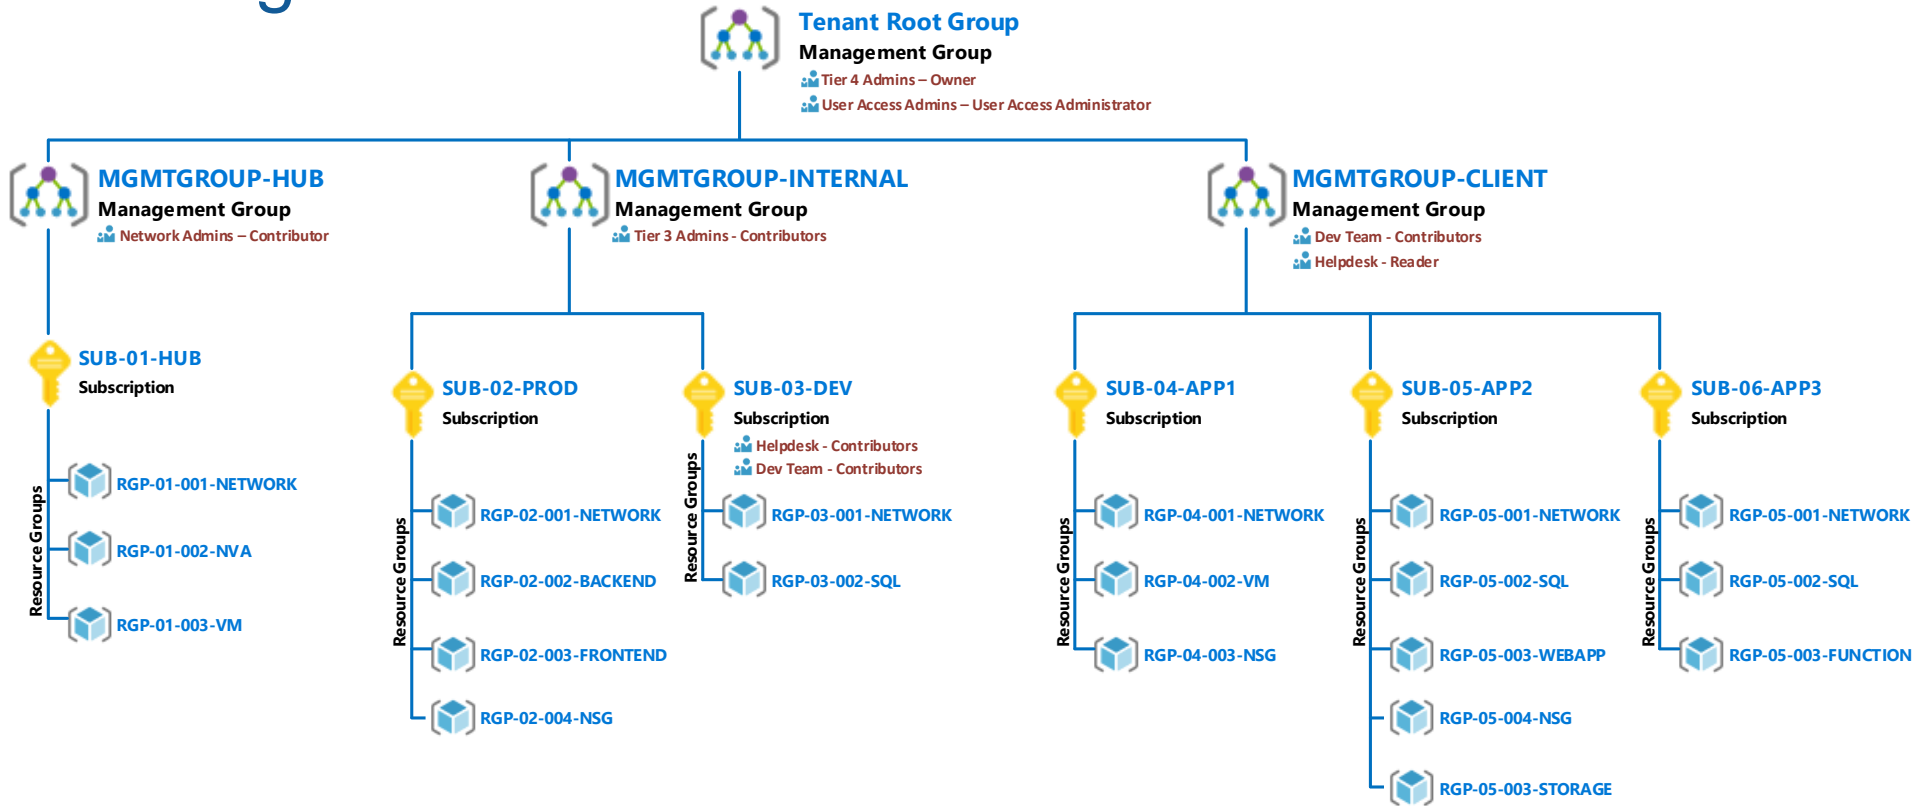 Tenant Root Group
Management Group
Tier 4 Admins – Owner
User Access Admins – User Access Administrator
MGMTGROUP-HUB
Management Group
Network Admins – Contributor
MGMTGROUP-INTERNAL
Management Group
Tier 3 Admins - Contributors
MGMTGROUP-CLIENT
Management Group
Dev Team - Contributors
Helpdesk - Reader
SUB-01-HUB
Subscription
Resource Groups
RGP-01-001-NETWORK
RGP-01-002-NVA
RGP-01-003-VM
SUB-02-PROD
Subscription
Resource Groups
RGP-02-001-NETWORK
RGP-02-002-BACKEND
RGP-02-003-FRONTEND
RGP-02-004-NSG
SUB-03-DEV
Subscription
Helpdesk - Contributors
Dev Team - Contributors
Resource Groups
RGP-03-001-NETWORK
RGP-03-002-SQL
SUB-04-APP1
Subscription
Resource Groups
RGP-04-001-NETWORK
RGP-04-002-VM
RGP-04-003-NSG
SUB-05-APP2
Subscription
Resource Groups
RGP-05-001-NETWORK
RGP-05-002-SQL
RGP-05-003-WEBAPP
RGP-05-004-NSG
RGP-05-003-STORAGE
SUB-06-APP3
Subscription
Resource Groups
RGP-05-001-NETWORK
RGP-05-002-SQL
RGP-05-003-FUNCTION